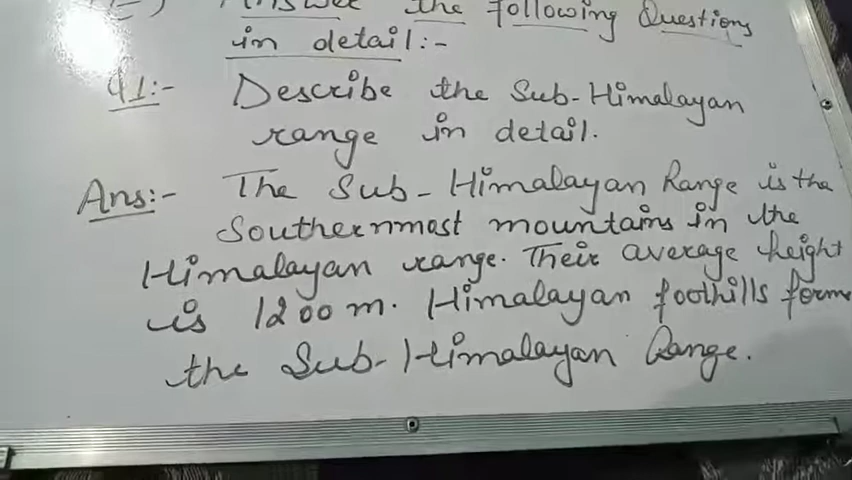 Answer the following Questions
in detail:-
Q1:- Describe the Sub-Himalayan
range in detail.
Ans:- The Sub-Himalayan Range is the
Southernmost mountains in the
Himalayan range. Their average height
is 1200 m. Himalayan foothills form
the Sub-Himalayan Range.